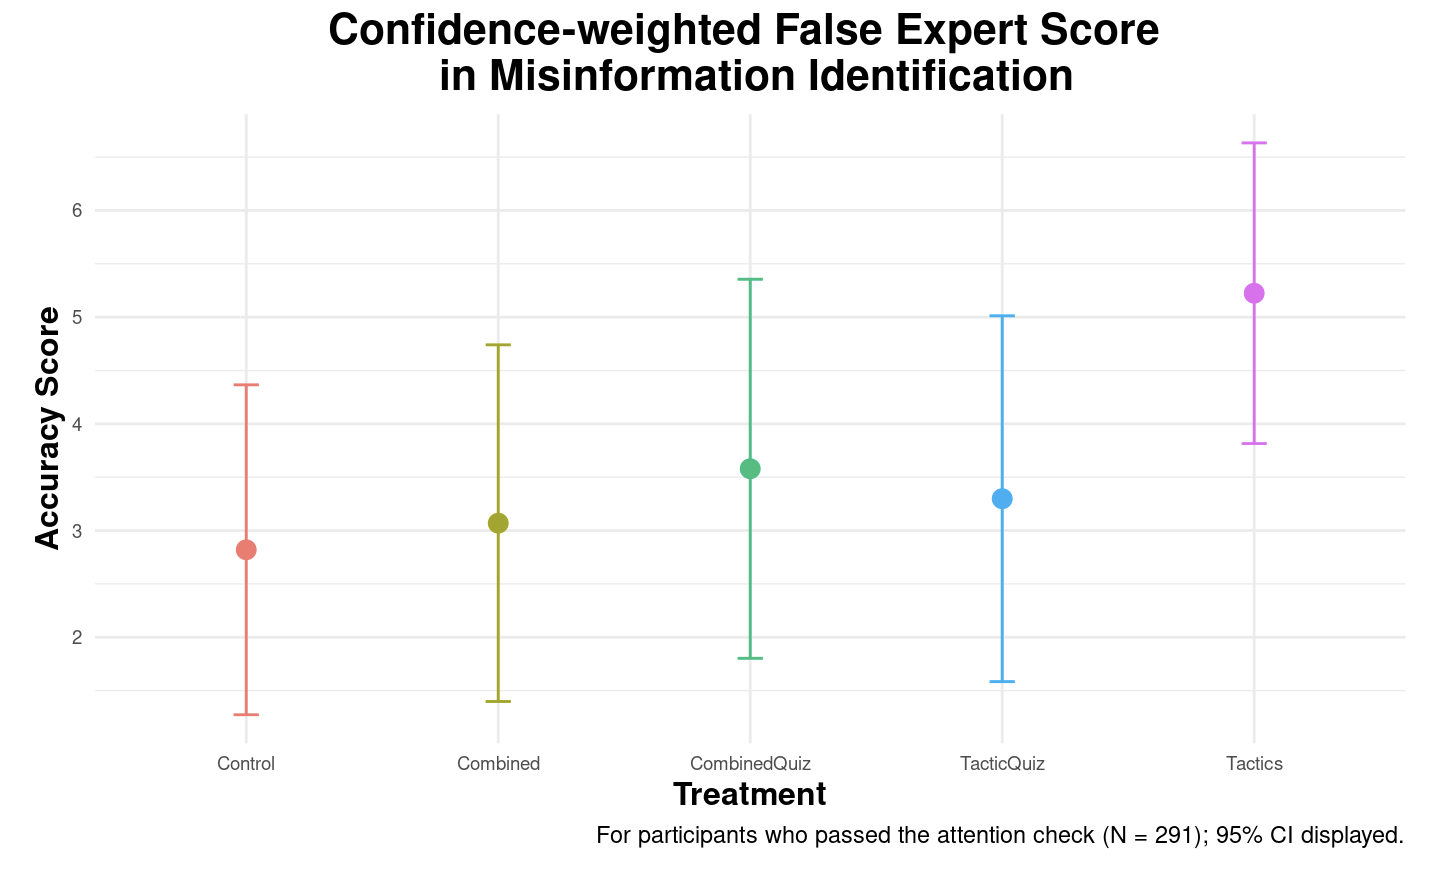 Confidence-weighted False Expert Score
in Misinformation Identification
Accuracy Score
6
5
4
3
2
Control Combined CombinedQuiz TacticQuiz Tactics
Treatment
For participants who passed the attention check (N = 291); 95% CI displayed.